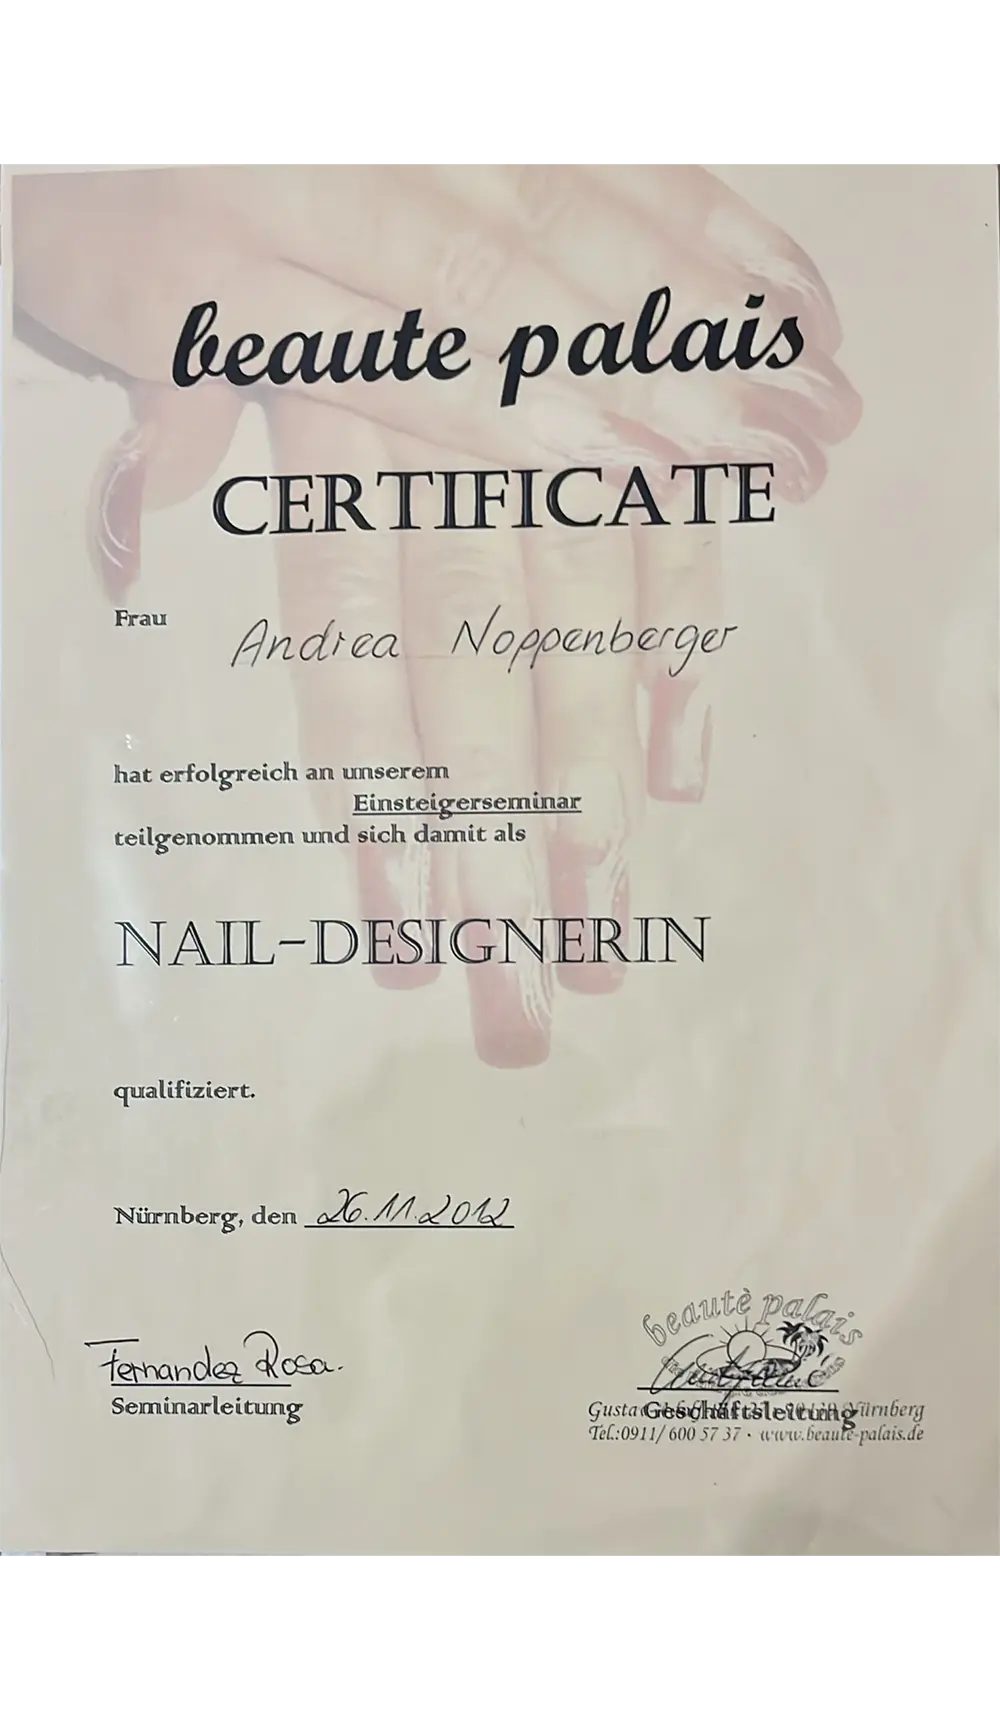 beaute palais
CERTIFICATE
Frau Andrea Noppenberger
hat erfolgreich an unserem
Einsteigerseminar
teilgenommen und sich damit als
NAIL-DESIGNERIN
qualifiziert.
Nürnberg, den 26.11.2012
beautè palais
Fernandez Rosa.
Seminarleitung
Geschäftsleitung
Nürnberg
Tel.:0911/ 600 57 37 · www.beaute-palais.de